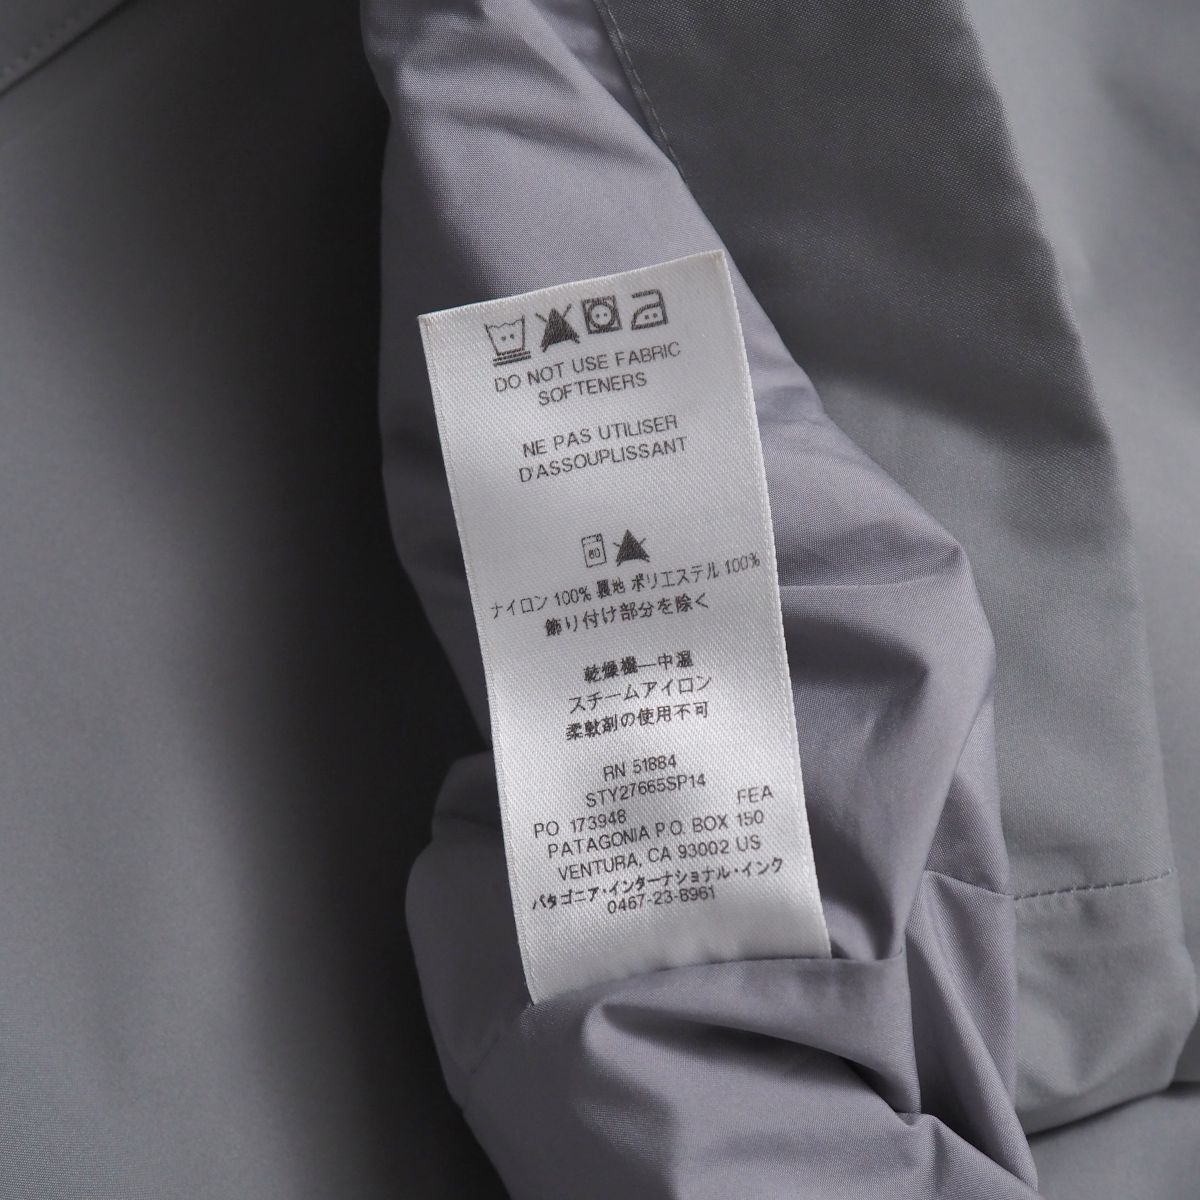 DO NOT USE FABRIC
SOFTENERS
NE PAS UTILISER
D'ASSOUPLISSANT
ナイロン 100% 裏地 ポリエステル 100%
飾り付け部分を除く
乾燥機—中温
スチームアイロン
柔軟剤の使用不可
RN 51884
STY27665SP14
PO 173948 FEA
PATAGONIA P.O. BOX 150
VENTURA, CA 93002 US
パタゴニア・インターナショナル・インク
0467-23-8961